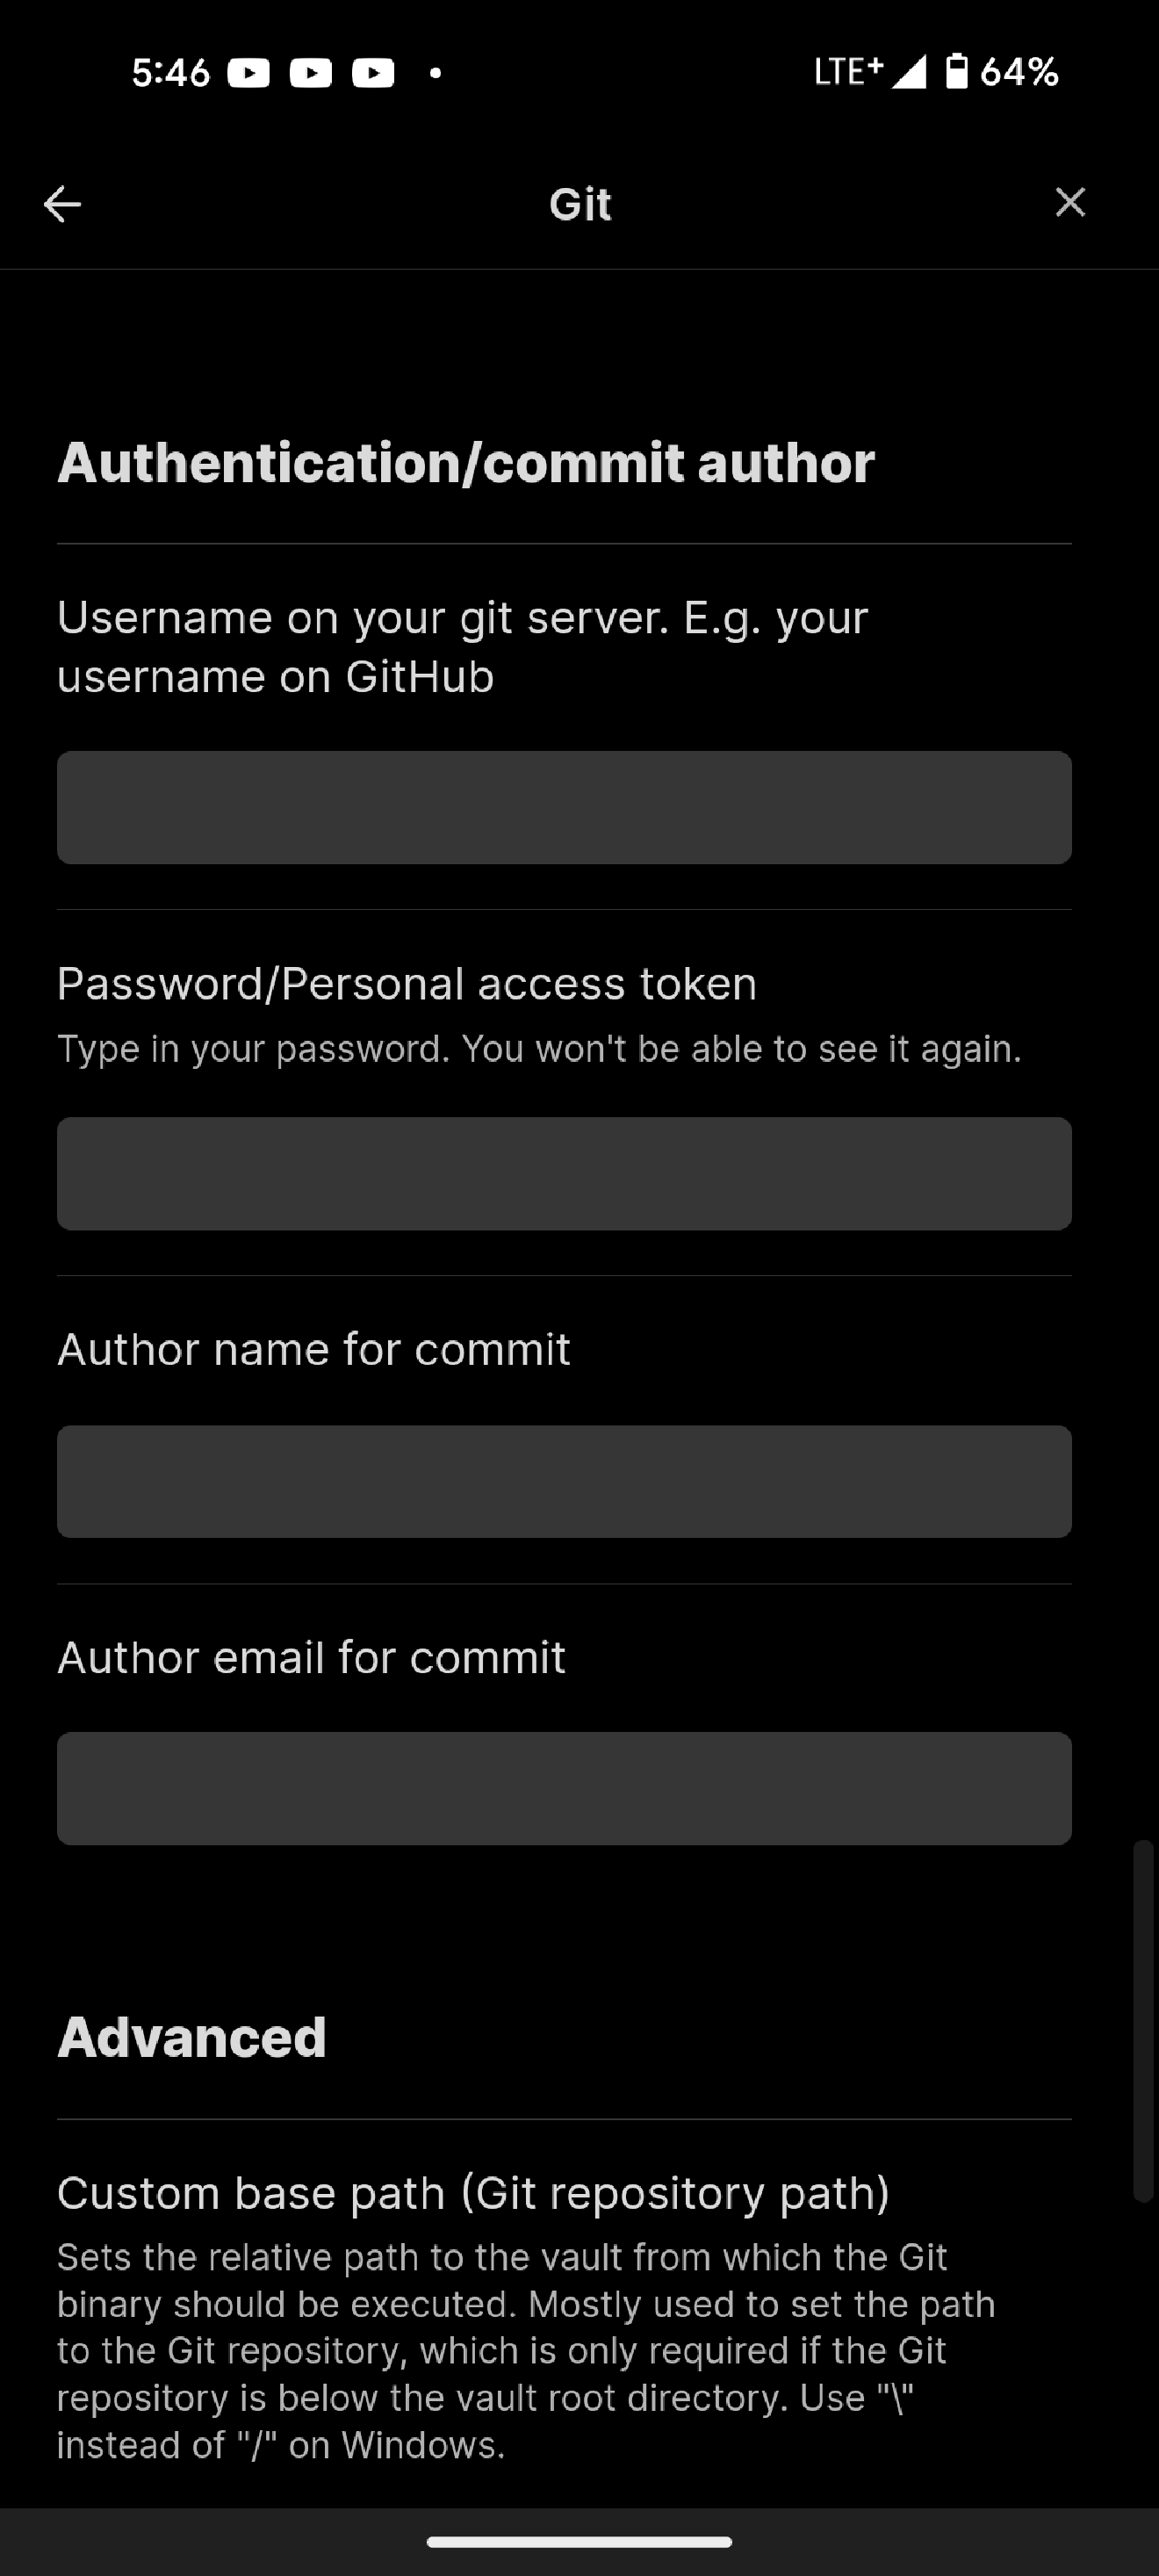 5:46
LTE+ 64%
Git
Authentication/commit author
Username on your git server. E.g. your
username on GitHub
Password/Personal access token
Type in your password. You won't be able to see it again.
Author name for commit
Author email for commit
Advanced
Custom base path (Git repository path)
Sets the relative path to the vault from which the Git
binary should be executed. Mostly used to set the path
to the Git repository, which is only required if the Git
repository is below the vault root directory. Use "\"
instead of "/" on Windows.